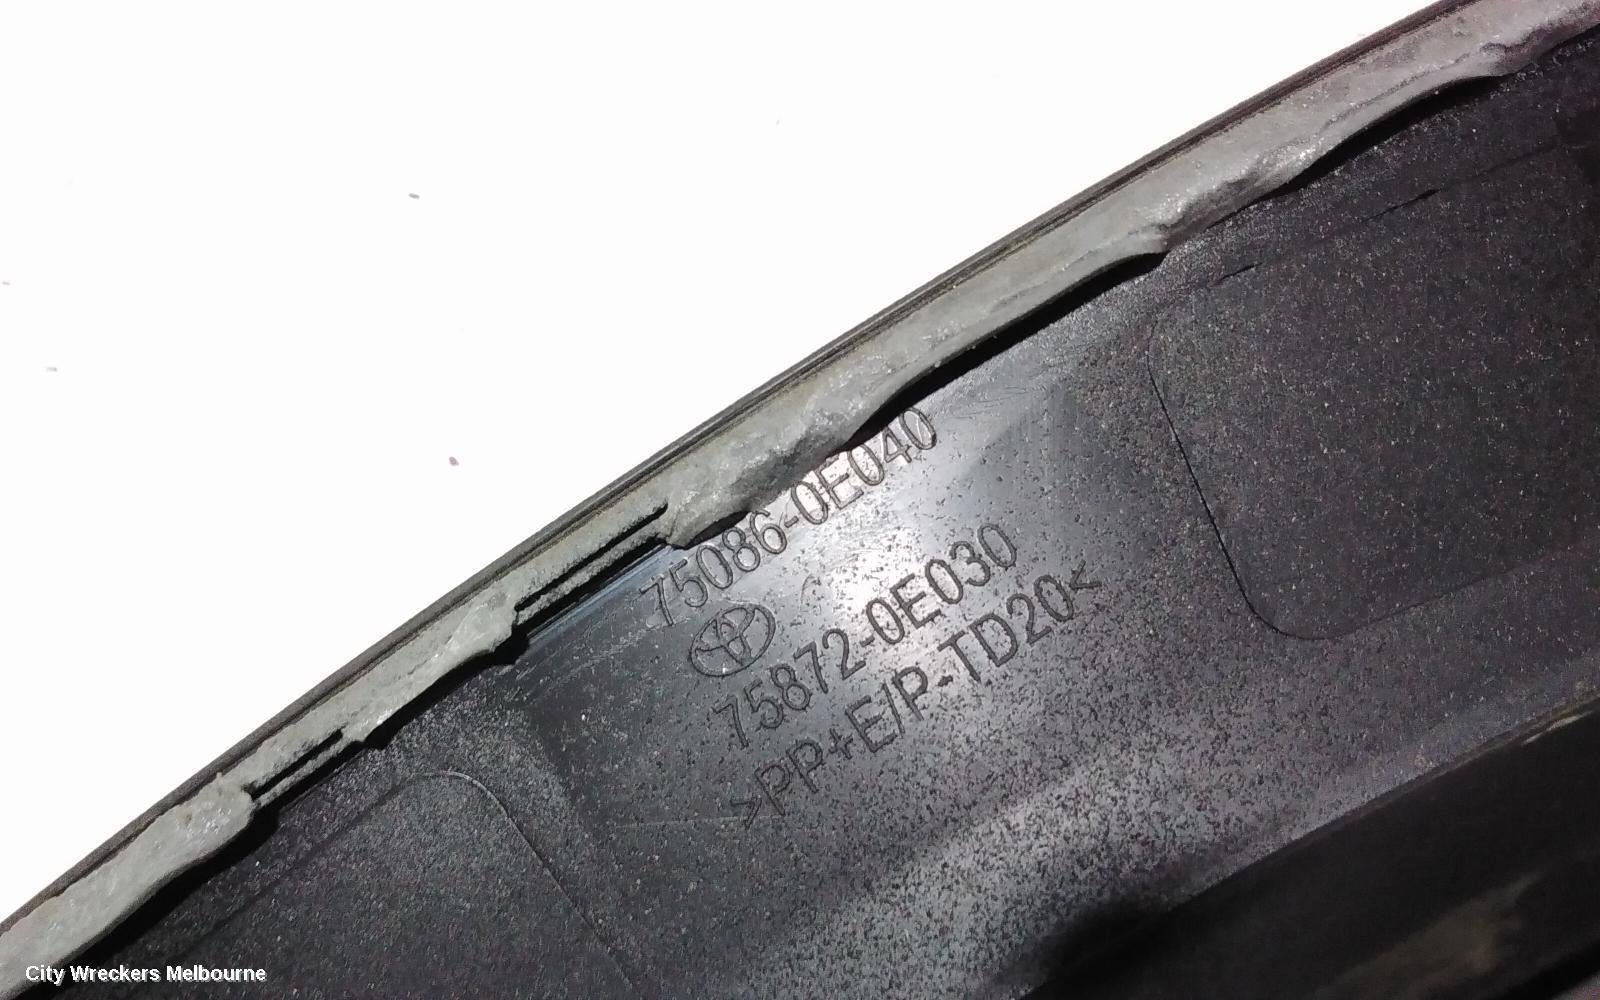 75086-0E040
75872-0E030
>PP+E/P-TD20<
City Wreckers Melbourne